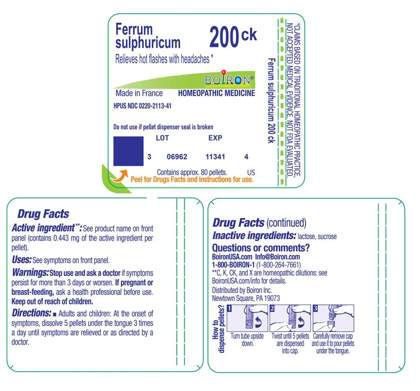 Ferrum
sulphuricum
200 ck
Relieves hot flashes with headaches *
BOIRON®
Made in France HOMEOPATHIC MEDICINE
HPUS NDC 0220-2113-41
Do not use if pellet dispenser seal is broken
LOT EXP
3 06962 11341 4
Contains approx. 80 pellets. US
Peel for Drugs Facts and Instructions for use.
Ferrum sulphuricum 200 ck
*CLAIMS BASED ON TRADITIONAL HOMEOPATHIC PRACTICE,
NOT ACCEPTED MEDICAL EVIDENCE. NOT FDA EVALUATED.
Drug Facts
Active ingredient**: See product name on front
panel (contains 0.443 mg of the active ingredient per
pellet).
Uses: See symptoms on front panel.
Warnings: Stop use and ask a doctor if symptoms
persist for more than 3 days or worsen. If pregnant or
breast-feeding, ask a health professional before use.
Keep out of reach of children.
Directions: ■ Adults and children: At the onset of
symptoms, dissolve 5 pellets under the tongue 3 times
a day until symptoms are relieved or as directed by a
doctor.
Drug Facts (continued)
Inactive ingredients: lactose, sucrose
Questions or comments?
BoironUSA.com Info@Boiron.com
1-800-BOIRON-1 (1-800-264-7661)
**C, K, CK, and X are homeopathic dilutions: see
BoironUSA.com/info for details.
Distributed by Boiron Inc.
Newtown Square, PA 19073
How to
dispense pellets?
1 2 3
Turn tube upside
down.
Twist until 5 pellets
are dispensed
into cap.
Carefully remove cap
and use it to pour pellets
under the tongue.